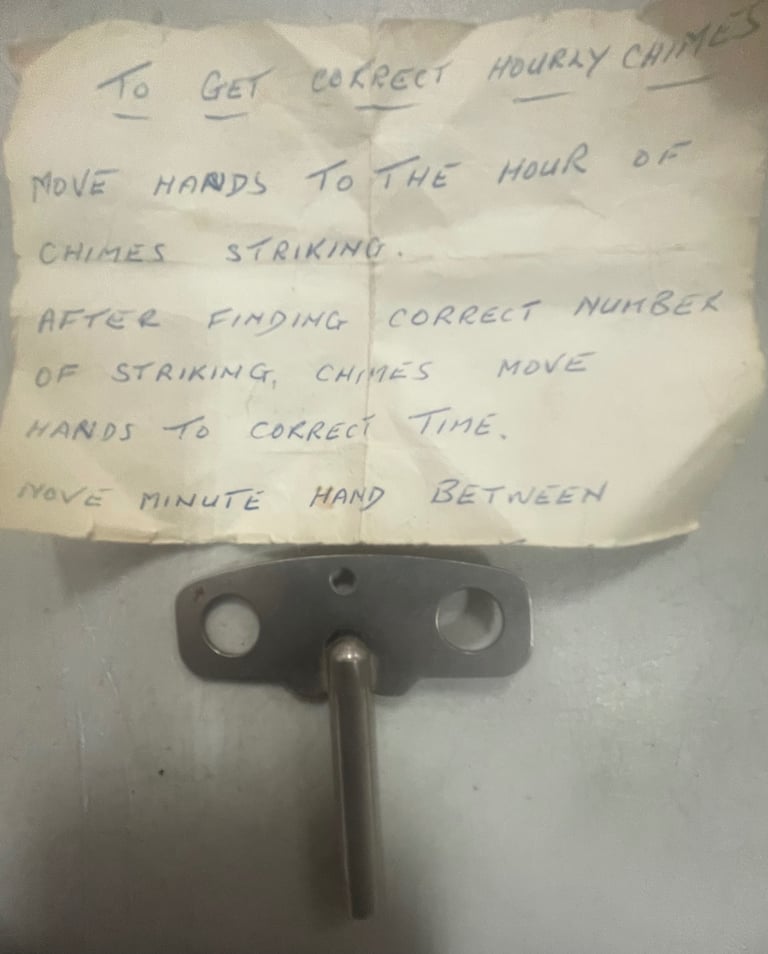 TO GET CORRECT HOURLY CHIMES
MOVE HANDS TO THE HOUR OF
CHIMES STRIKING.
AFTER FINDING CORRECT NUMBER
OF STRIKING, CHIMES MOVE
HANDS TO CORRECT TIME.
MOVE MINUTE HAND BETWEEN